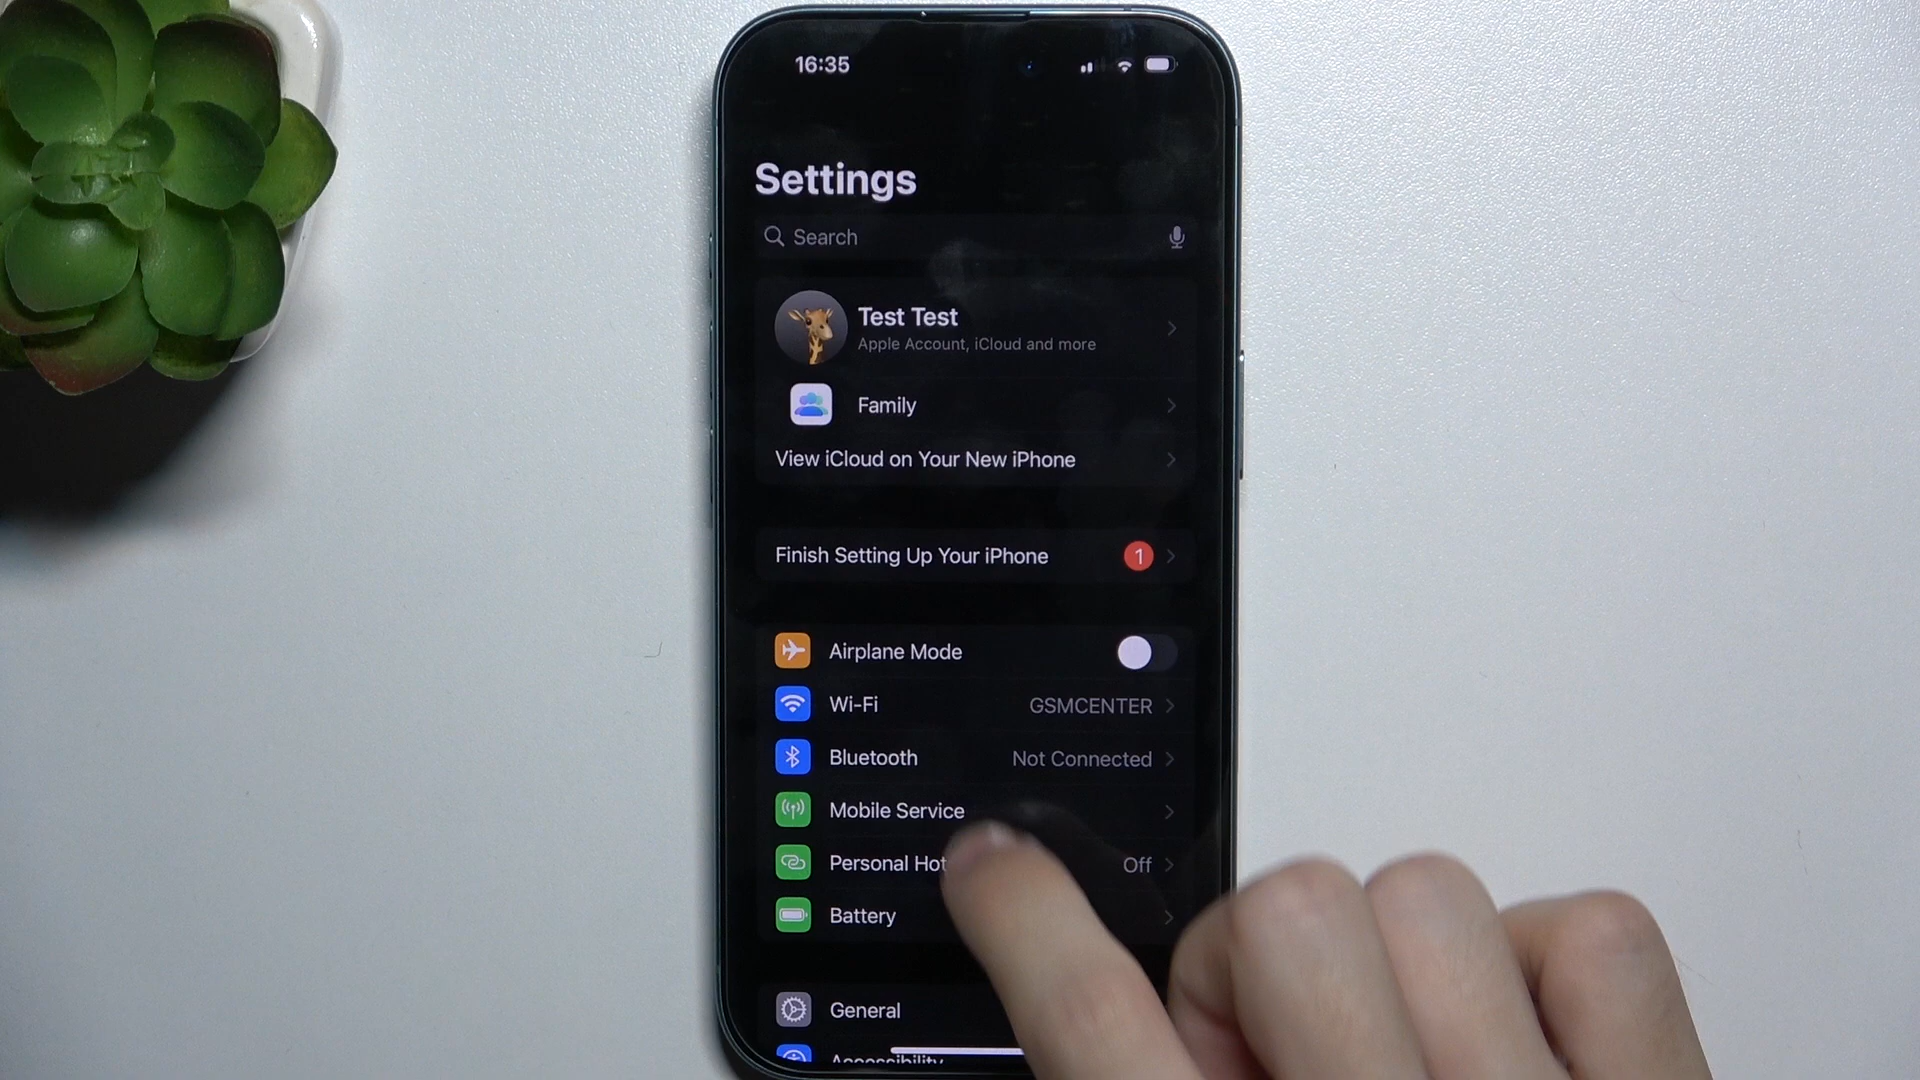 16:35
Settings
Search
Test Test
Apple Account, iCloud and more
Family
View iCloud on Your New iPhone
Finish Setting Up Your iPhone 1
Airplane Mode
Wi-Fi GSMCENTER
Bluetooth Not Connected
Mobile Service
Personal Hot Off
Battery
General
Accessibility